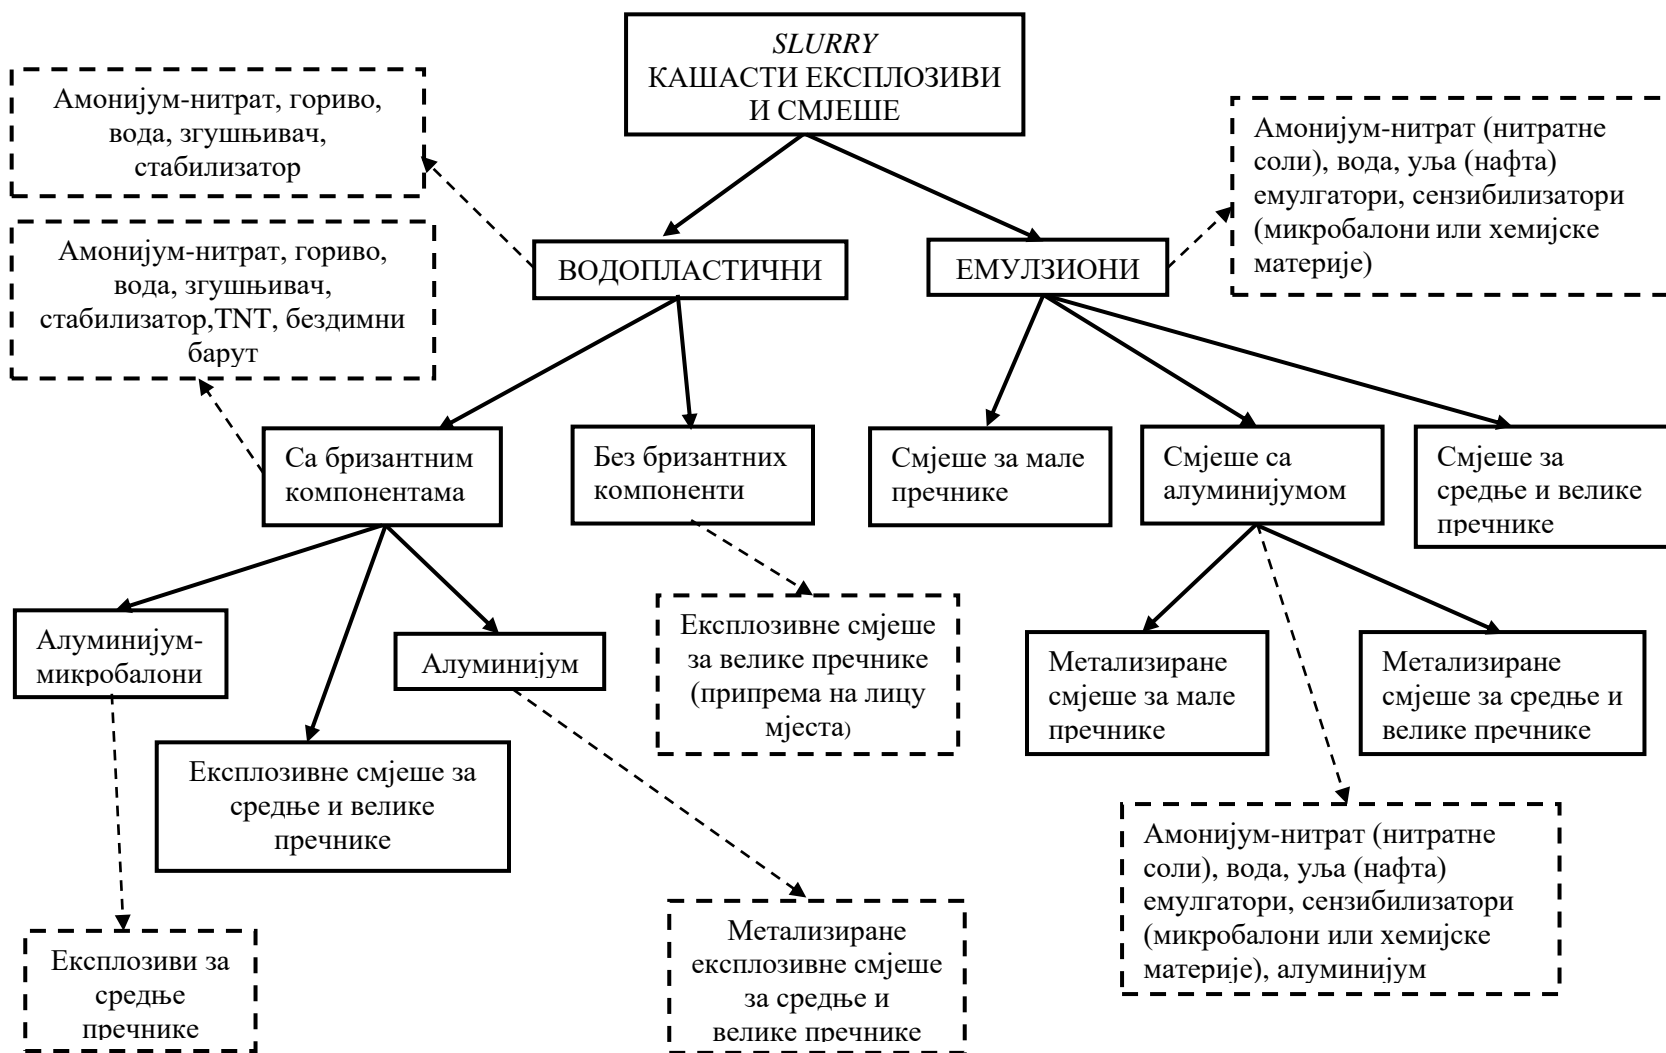 SLURRY
КАШАСТИ ЕКСПЛОЗИВИ
И СМЈЕШЕ
Амонијум-нитрат, гориво,
вода, згушњивач,
стабилизатор
Амонијум-нитрат (нитратне
соли), вода, уља (нафта)
емулгатори, сензибилизатори
(микробалони или хемијске
материје)
Амонијум-нитрат, гориво,
вода, згушњивач,
стабилизатор,TNT, бездимни
барут
ВОДОПЛАСТИЧНИ
ЕМУЛЗИОНИ
Са бризантним
компонентама
Без бризантних
компоненти
Смјеше за мале
пречнике
Смјеше са
алуминијумом
Смјеше за
средње и велике
пречнике
Алуминијум-
микробалони
Алуминијум
Експлозивне смјеше
за велике пречнике
(припрема на лицу
мјеста)
Метализиране
смјеше за мале
пречнике
Метализиране
смјеше за средње и
велике пречнике
Експлозивне смјеше за
средње и велике
пречнике
Амонијум-нитрат (нитратне
соли), вода, уља (нафта)
емулгатори, сензибилизатори
(микробалони или хемијске
материје), алуминијум
Експлозиви за
средње
пречнике
Метализиране
експлозивне смјеше
за средње и
велике пречнике